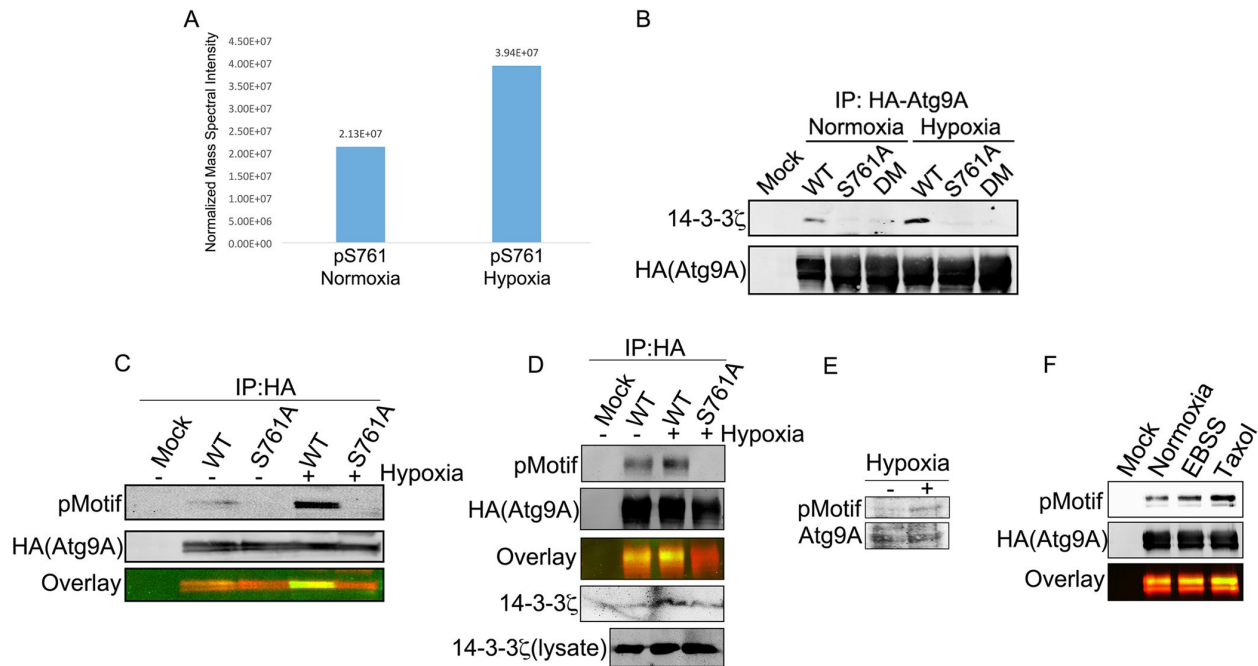 A
Normalized Mass Spectral Intensity
4.50E+07
4.00E+07
3.50E+07
3.00E+07
2.50E+07
2.00E+07
1.50E+07
1.00E+07
5.00E+06
0.00E+00
2.13E+07
3.94E+07
pS761 Normoxia
pS761 Hypoxia
B
IP: HA-Atg9A
Normoxia Hypoxia
Mock WT S761A DM WT S761A DM
14-3-3ζ
HA(Atg9A)
C
IP:HA
Mock WT S761A WT S761A
- - - + + Hypoxia
pMotif
HA(Atg9A)
Overlay
D
IP:HA
Mock WT WT S761A
- - + + Hypoxia
pMotif
HA(Atg9A)
Overlay
14-3-3ζ
14-3-3ζ(lysate)
E
Hypoxia
- +
pMotif
Atg9A
F
Mock Normoxia EBSS Taxol
pMotif
HA(Atg9A)
Overlay